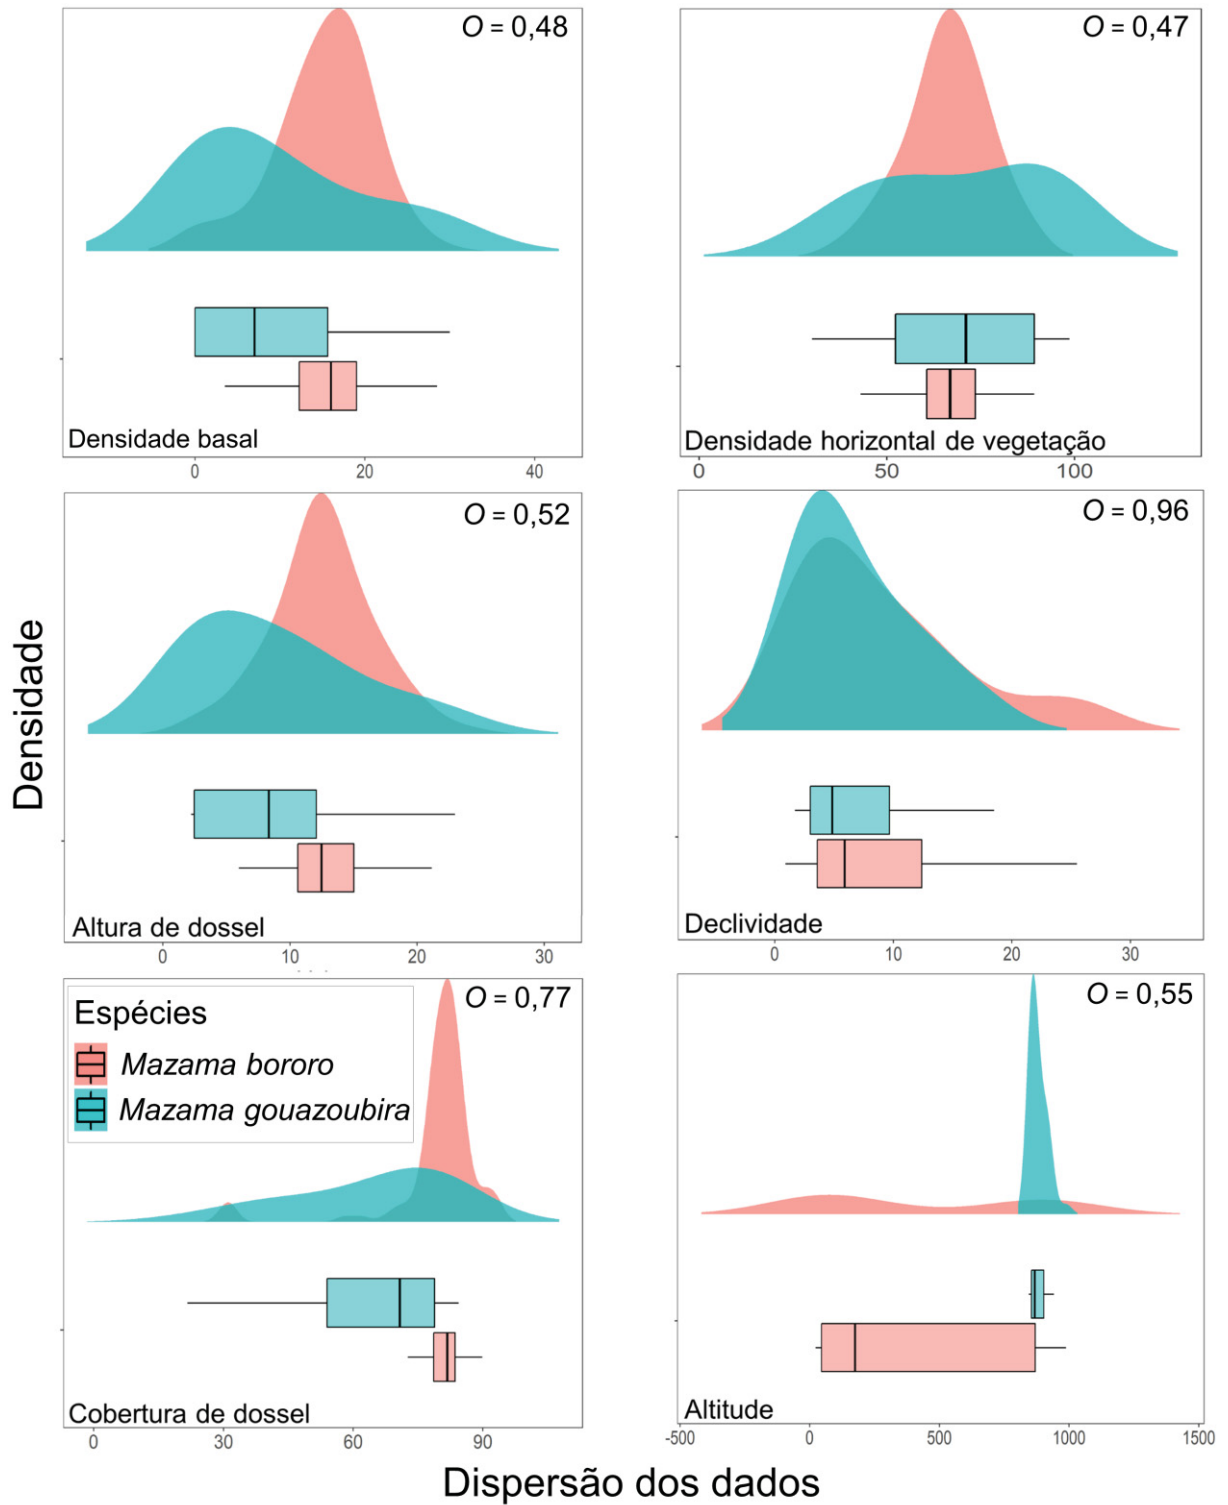 O = 0,48
Densidade basal
0 20 40
O = 0,47
Densidade horizontal de vegetação
0 50 100
Densidade
O = 0,52
Altura de dossel
0 10 20 30
O = 0,96
Declividade
0 10 20 30
O = 0,77
Espécies
Mazama bororo
Mazama gouazoubira
Cobertura de dossel
0 30 60 90
O = 0,55
Altitude
-500 0 500 1000 1500
Dispersão dos dados